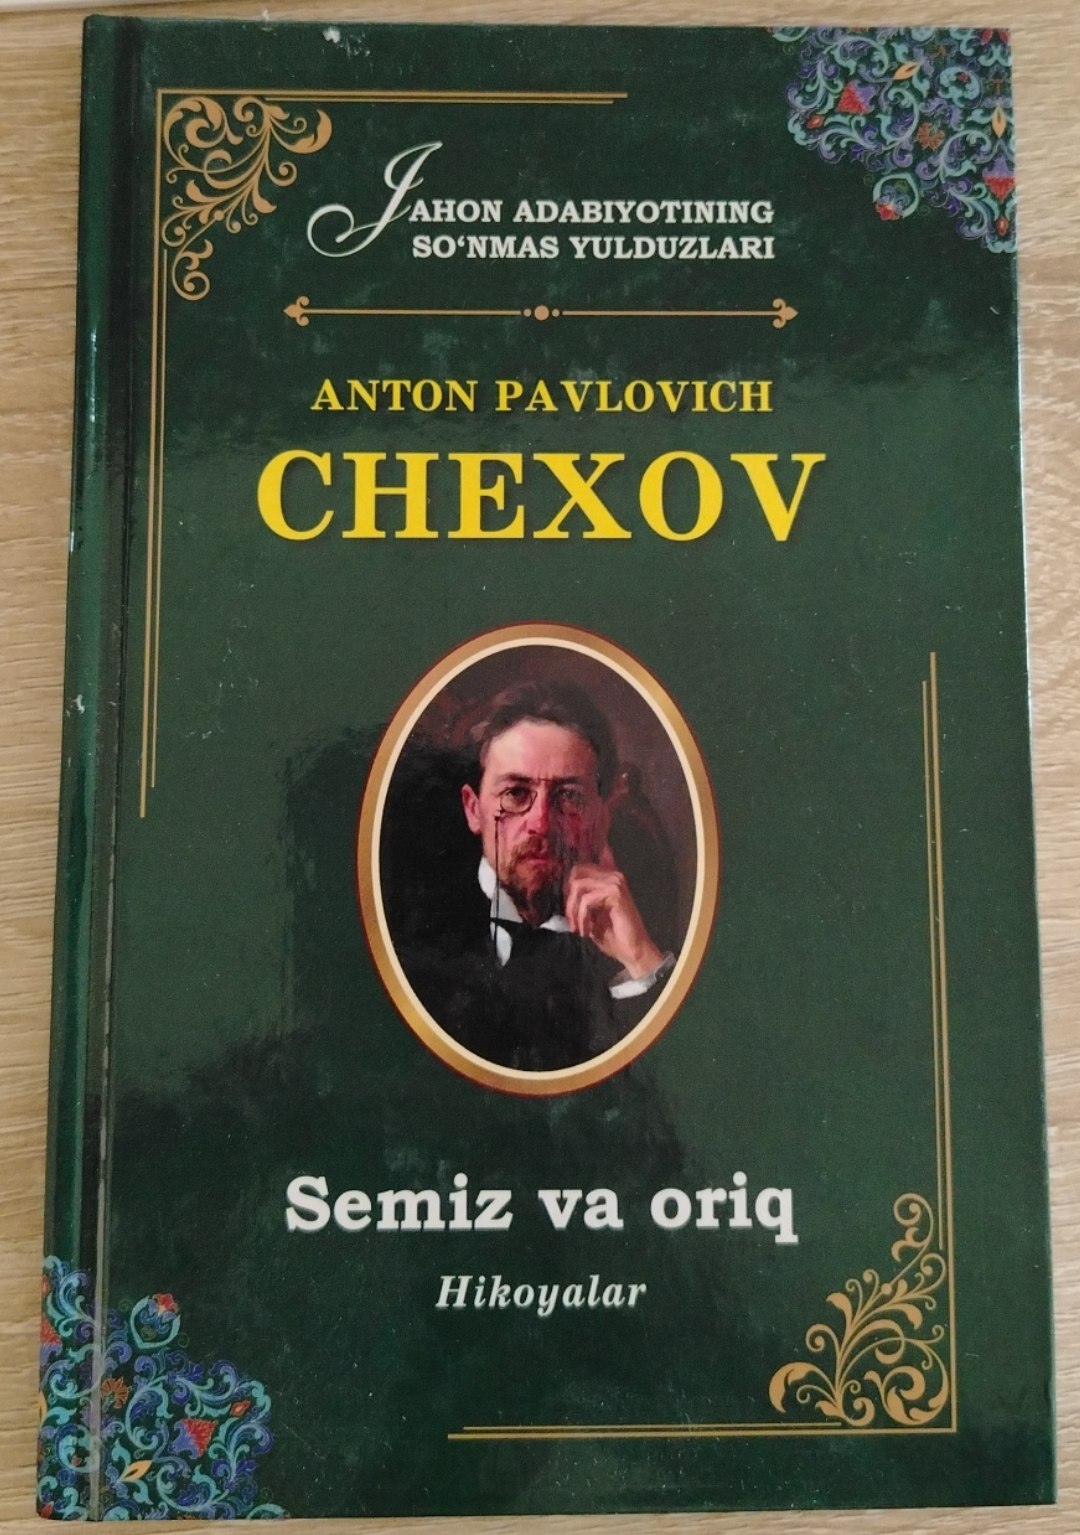 JAHON ADABIYOTINING
SO‘NMAS YULDUZLARI
ANTON PAVLOVICH
CHEXOV
Semiz va oriq
Hikoyalar